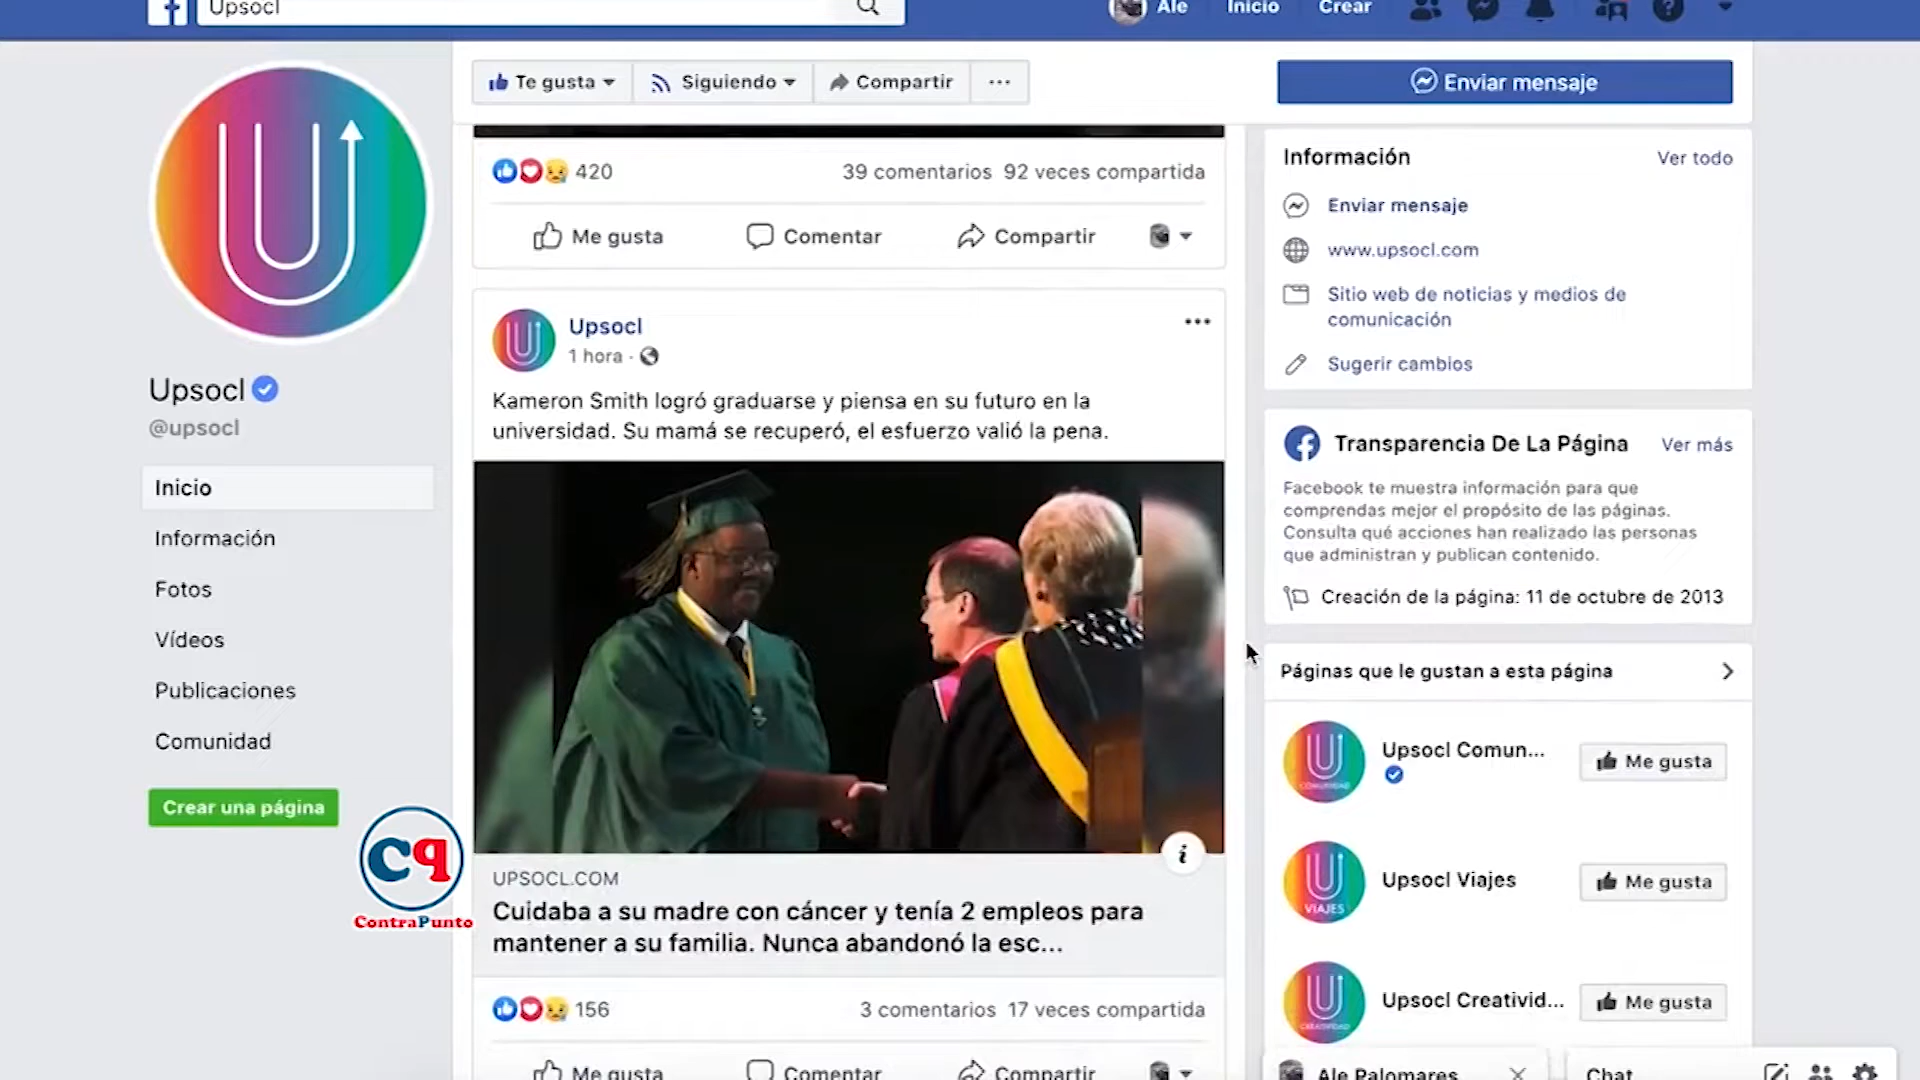 Upsocl
Ale
Inicio
Crear
Te gusta
Siguiendo
Compartir
Enviar mensaje
420
39 comentarios 92 veces compartida
Me gusta
Comentar
Compartir
Upsocl
@upsocl
Inicio
Información
Fotos
Vídeos
Publicaciones
Comunidad
Crear una página
CP
ContraPunto
Upsocl
1 hora ·
Kameron Smith logró graduarse y piensa en su futuro en la
universidad. Su mamá se recuperó, el esfuerzo valió la pena.
UPSOCL.COM
Cuidaba a su madre con cáncer y tenía 2 empleos para
mantener a su familia. Nunca abandonó la esc...
156
3 comentarios 17 veces compartida
Me gusta
Comentar
Compartir
Información
Ver todo
Enviar mensaje
www.upsocl.com
Sitio web de noticias y medios de
comunicación
Sugerir cambios
Transparencia De La Página
Ver más
Facebook te muestra información para que
comprendas mejor el propósito de las páginas.
Consulta qué acciones han realizado las personas
que administran y publican contenido.
Creación de la página: 11 de octubre de 2013
Páginas que le gustan a esta página
COMUNIDAD
Upsocl Comun...
Me gusta
VIAJES
Upsocl Viajes
Me gusta
CREATIVIDAD
Upsocl Creativid...
Me gusta
Ale Palomares
Chat